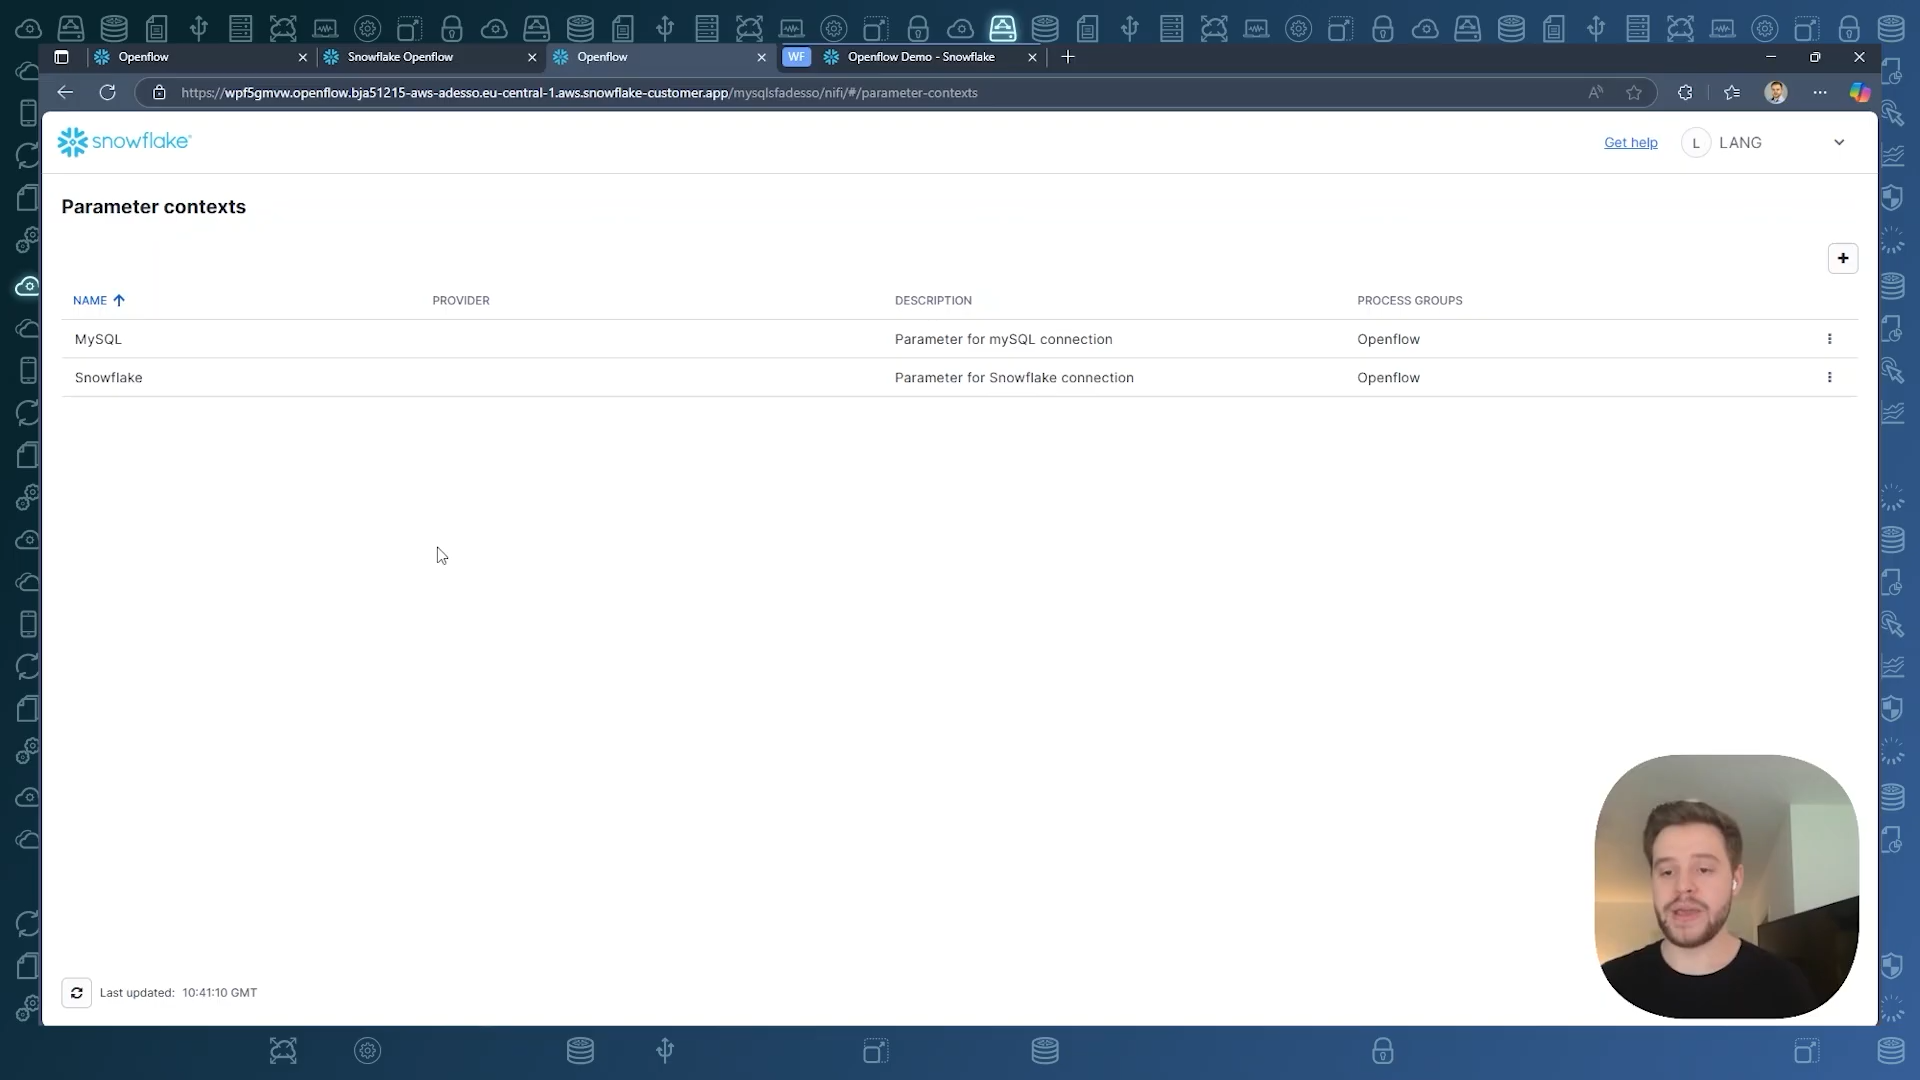 Openflow
Snowflake Openflow
Openflow
WF
Openflow Demo - Snowflake
https://wpf5gmvw.openflow.bja51215-aws-adesso.eu-central-1.aws.snowflake-customer.app/mysqlsfadesso/nifi/#/parameter-contexts
snowflake
Get help
L
LANG
Parameter contexts
NAME
PROVIDER
DESCRIPTION
PROCESS GROUPS
MySQL
Parameter for mySQL connection
Openflow
Snowflake
Parameter for Snowflake connection
Openflow
Last updated: 10:41:10 GMT